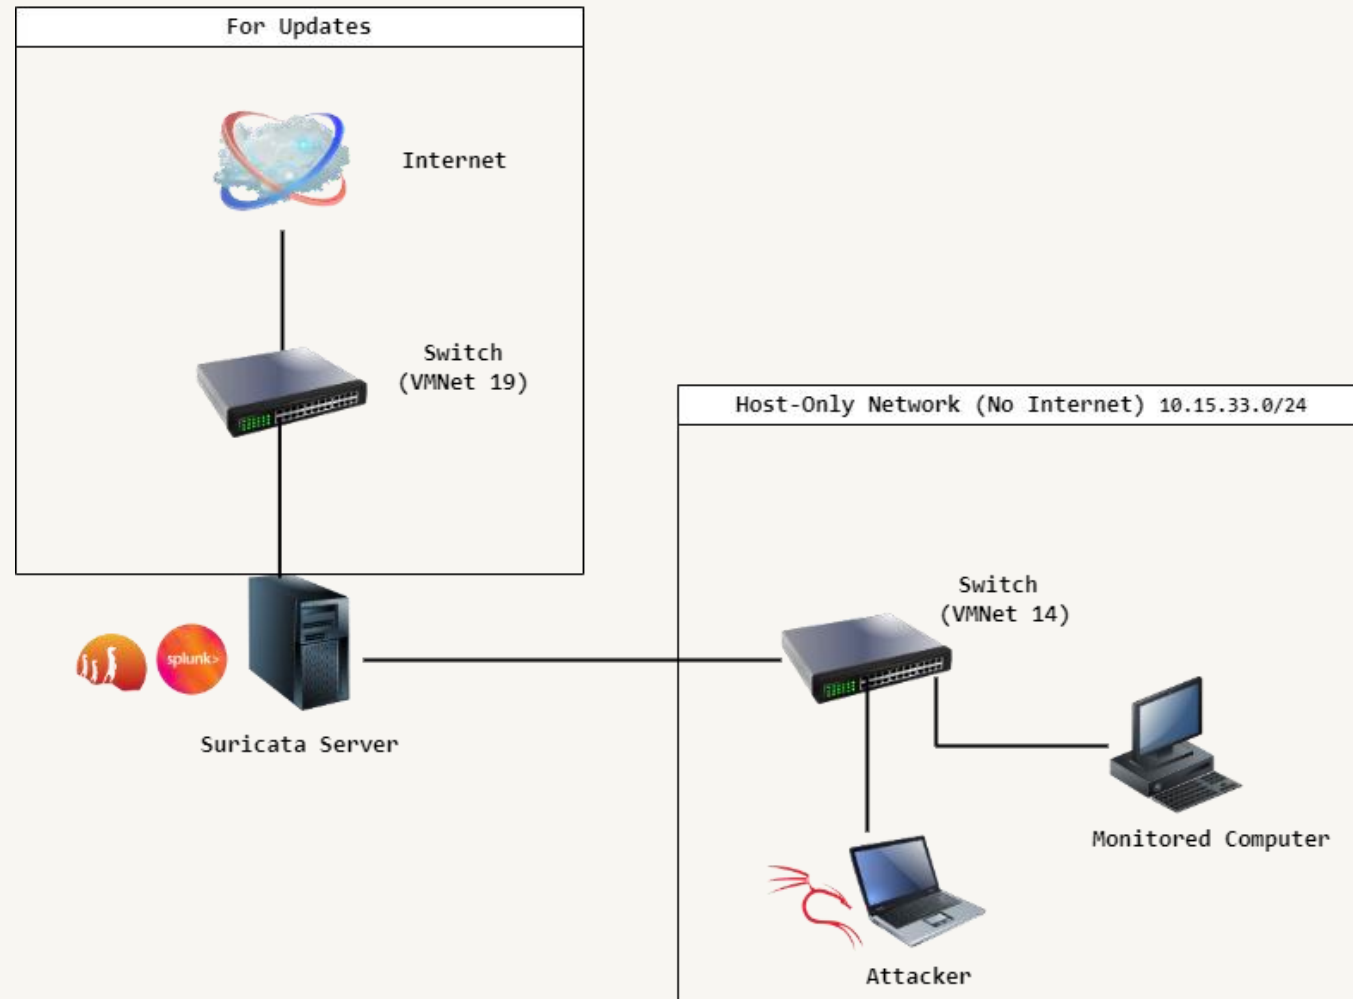 For Updates
Internet
Switch
(VMNet 19)
Host-Only Network (No Internet) 10.15.33.0/24
Switch
(VMNet 14)
splunk>
Suricata Server
Monitored Computer
Attacker